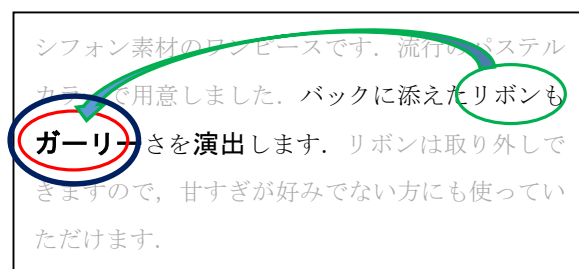 シフォン素材のワンピースです．流行のパステル
カラーで用意しました．バックに添えたリボンも
ガーリーさを演出します．リボンは取り外しで
きますので，甘すぎが好みでない方にも使ってい
ただけます．